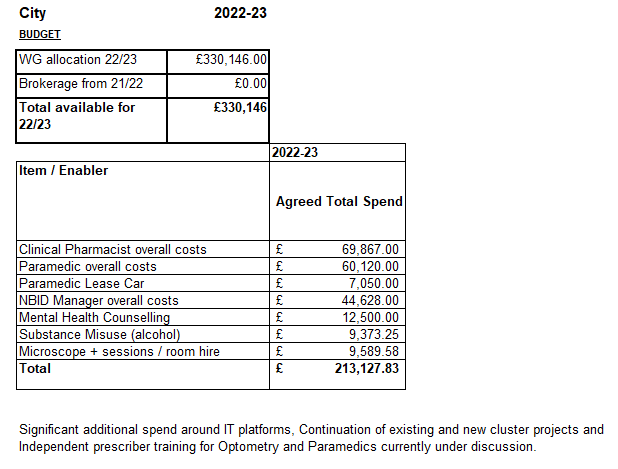 City 2022-23
BUDGET
WG allocation 22/23 £330,146.00
Brokerage from 21/22 £0.00
Total available for £330,146
22/23
2022-23
Item / Enabler
Agreed Total Spend
Clinical Pharmacist overall costs £ 69,867.00
Paramedic overall costs £ 60,120.00
Paramedic Lease Car £ 7,050.00
NBID Manager overall costs £ 44,628.00
Mental Health Counselling £ 12,500.00
Substance Misuse (alcohol) £ 9,373.25
Microscope + sessions / room hire £ 9,589.58
Total £ 213,127.83
Significant additional spend around IT platforms, Continuation of existing and new cluster projects and
Independent prescriber training for Optometry and Paramedics currently under discussion.